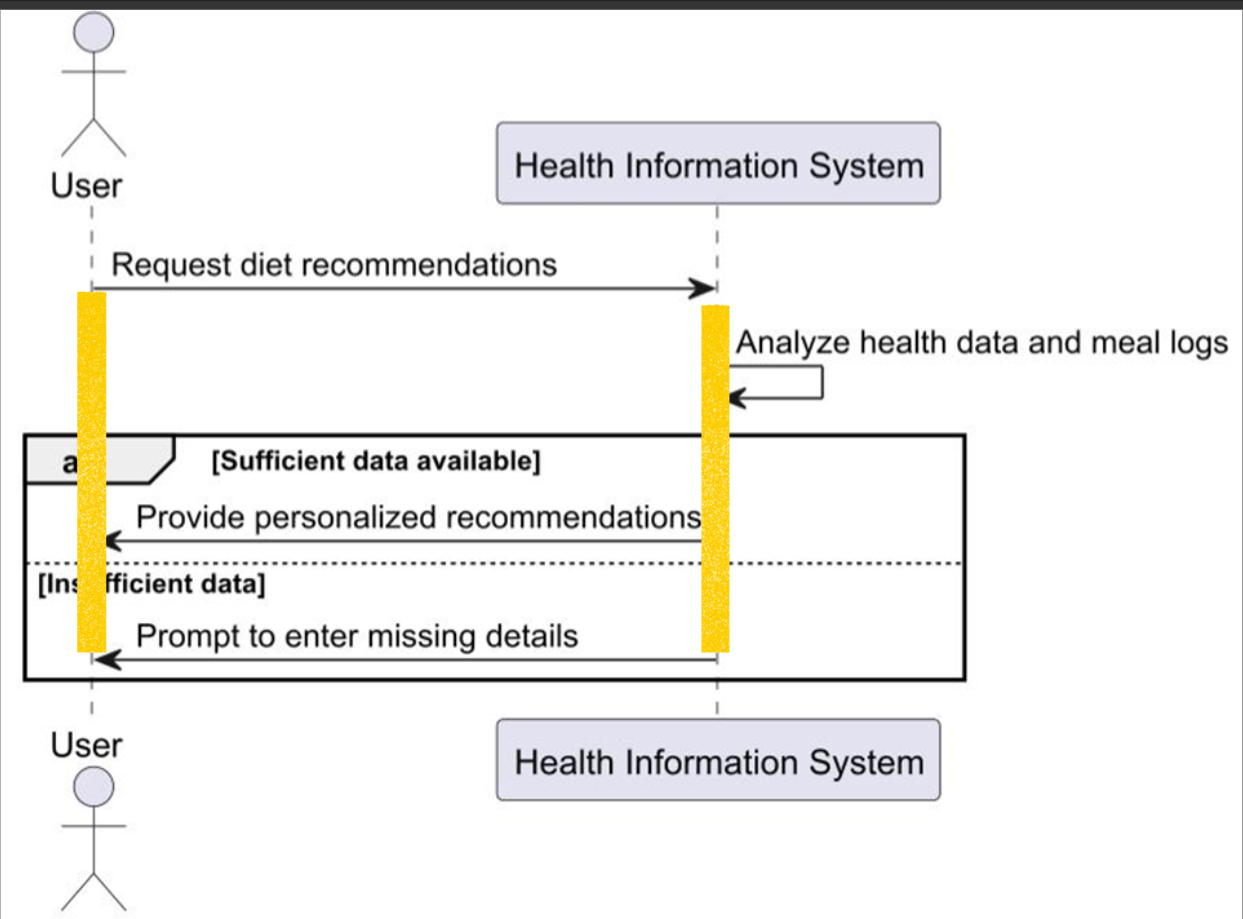 User
Health Information System
Request diet recommendations
Analyze health data and meal logs
[Sufficient data available]
Provide personalized recommendations
data]
Prompt to enter missing details
User
Health Information System